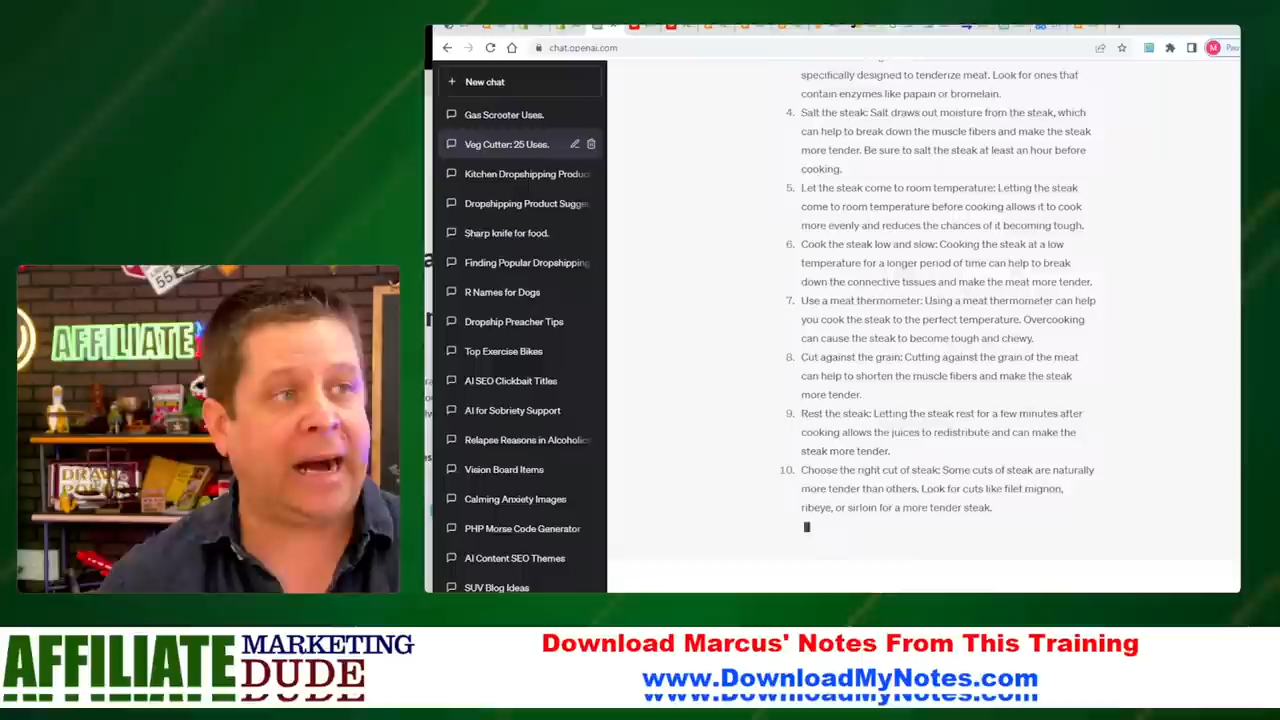 chat.openai.com
New chat
Gas Scrooter Uses.
Veg Cutter: 25 Uses.
Kitchen Dropshipping Produc
Dropshipping Product Sugge
Sharp knife for food.
Finding Popular Dropshipping
R Names for Dogs
Dropship Preacher Tips
Top Exercise Bikes
AI SEO Clickbait Titles
AI for Sobriety Support
Relapse Reasons in Alcoholics
Vision Board Items
Calming Anxiety Images
PHP Morse Code Generator
AI Content SEO Themes
SUV Blog Ideas
specifically designed to tenderize meat. Look for ones that
contain enzymes like papain or bromelain.
4. Salt the steak: Salt draws out moisture from the steak, which
can help to break down the muscle fibers and make the steak
more tender. Be sure to salt the steak at least an hour before
cooking.
5. Let the steak come to room temperature: Letting the steak
come to room temperature before cooking allows it to cook
more evenly and reduces the chances of it becoming tough.
6. Cook the steak low and slow: Cooking the steak at a low
temperature for a longer period of time can help to break
down the connective tissues and make the meat more tender.
7. Use a meat thermometer: Using a meat thermometer can help
you cook the steak to the perfect temperature. Overcooking
can cause the steak to become tough and chewy.
8. Cut against the grain: Cutting against the grain of the meat
can help to shorten the muscle fibers and make the steak
more tender.
9. Rest the steak: Letting the steak rest for a few minutes after
cooking allows the juices to redistribute and can make the
steak more tender.
10. Choose the right cut of steak: Some cuts of steak are naturally
more tender than others. Look for cuts like filet mignon,
ribeye, or sirloin for a more tender steak.
55
AFFILIATE
AFFILIATE MARKETING
DUDE
Download Marcus' Notes From This Training
www.DownloadMyNotes.com